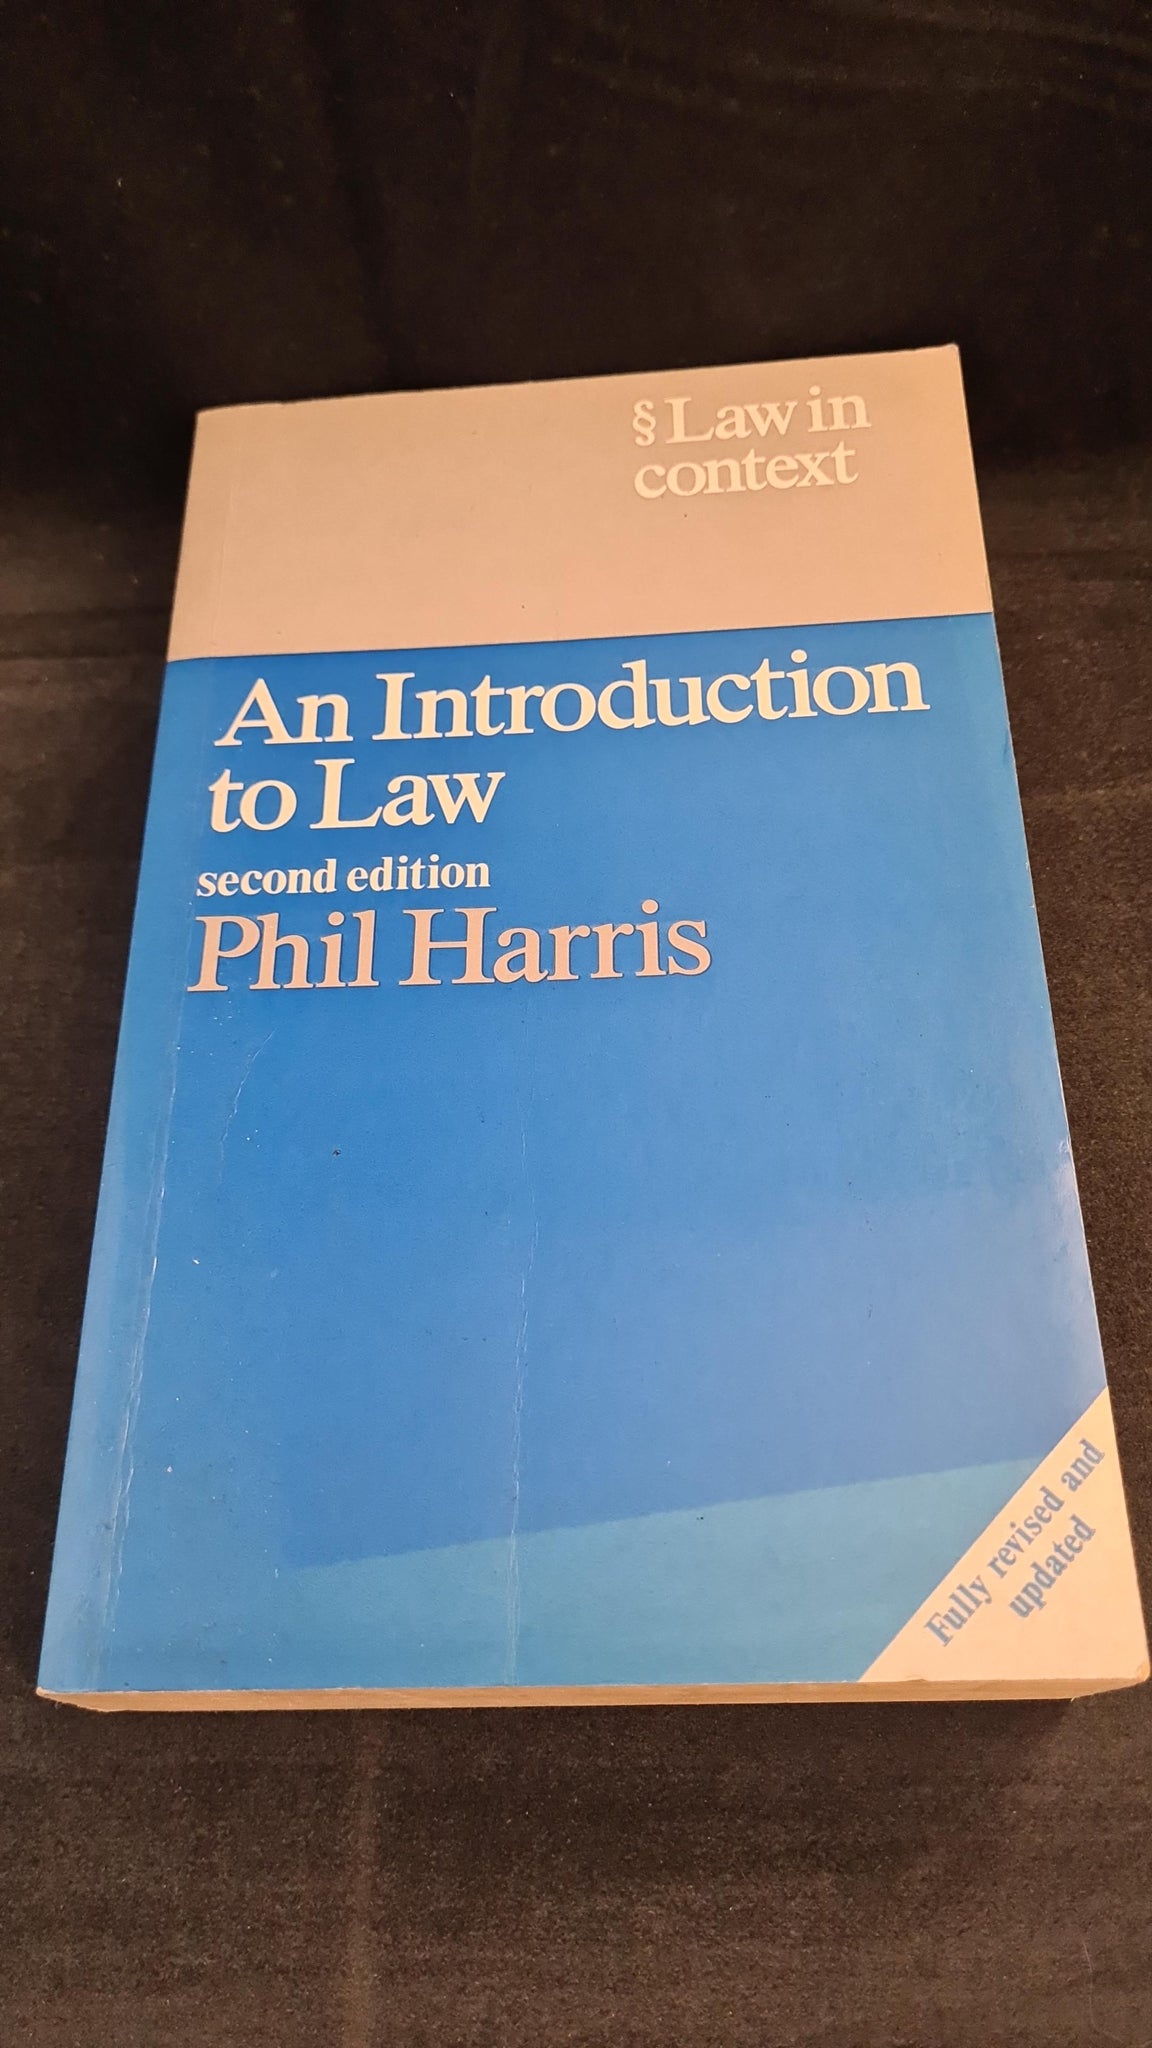 § Law in
context
An Introduction
to Law
second edition
Phil Harris
Fully revised and
updated